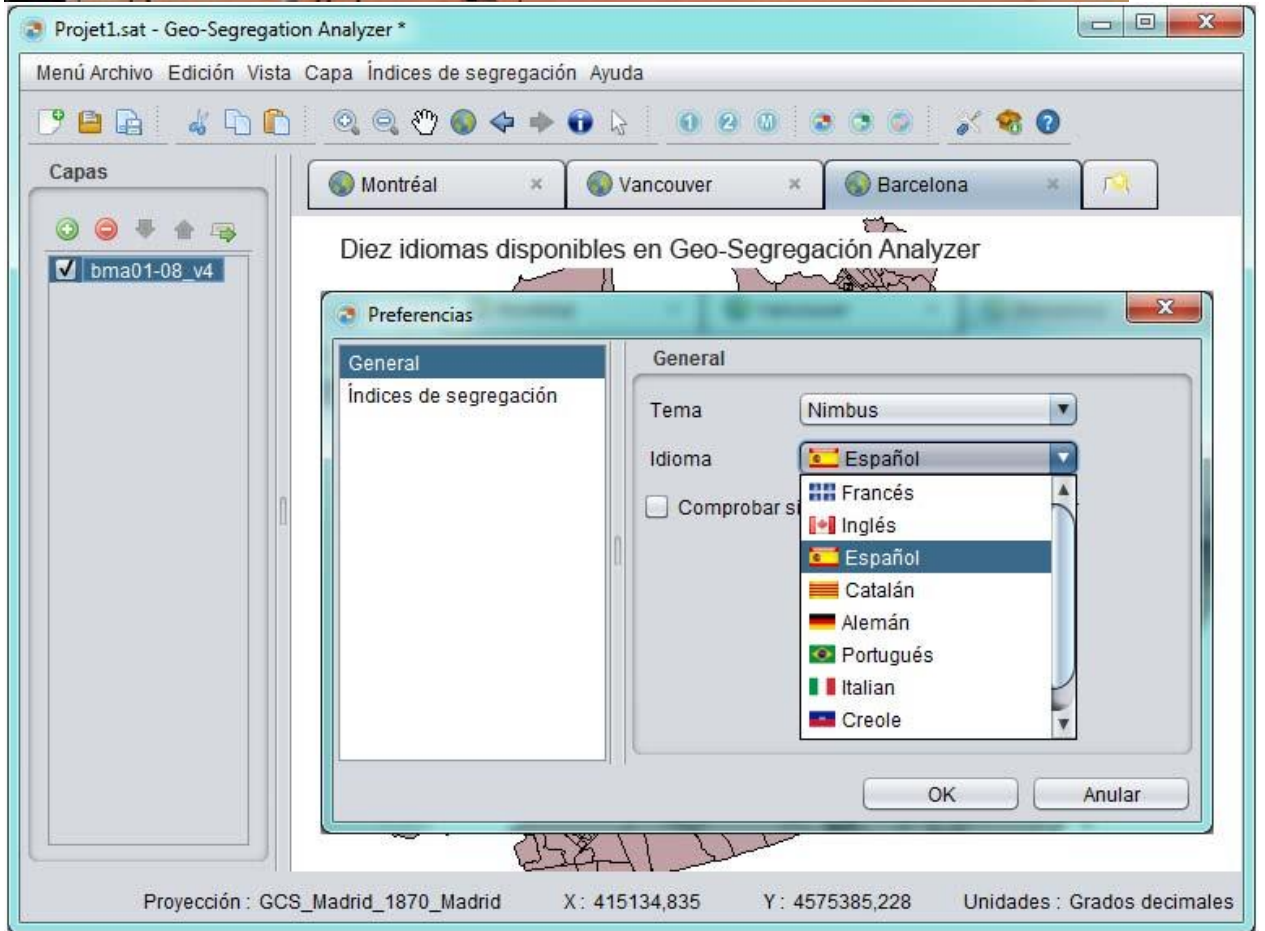 Projet1.sat - Geo-Segregation Analyzer *
Menú Archivo Edición Vista Capa Índices de segregación Ayuda
Capas
Montréal
Vancouver
Barcelona
bma01-08_v4
Diez idiomas disponibles en Geo-Segregación Analyzer
Preferencias
General
Índices de segregación
General
Tema Nimbus
Idioma Español
Comprobar si
Francés
Inglés
Español
Catalán
Alemán
Portugués
Italian
Creole
OK Anular
Proyección : GCS_Madrid_1870_Madrid X : 415134,835 Y : 4575385,228 Unidades : Grados decimales